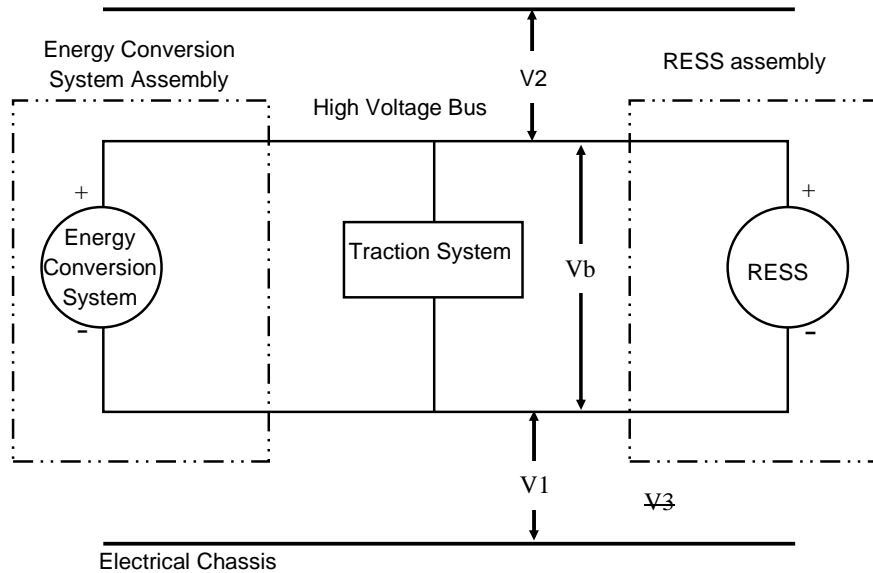 Energy Conversion
System Assembly
V2
RESS assembly
High Voltage Bus
+
+
Energy
Conversion
System
Traction System
Vb
RESS
-
-
V1
V3
Electrical Chassis